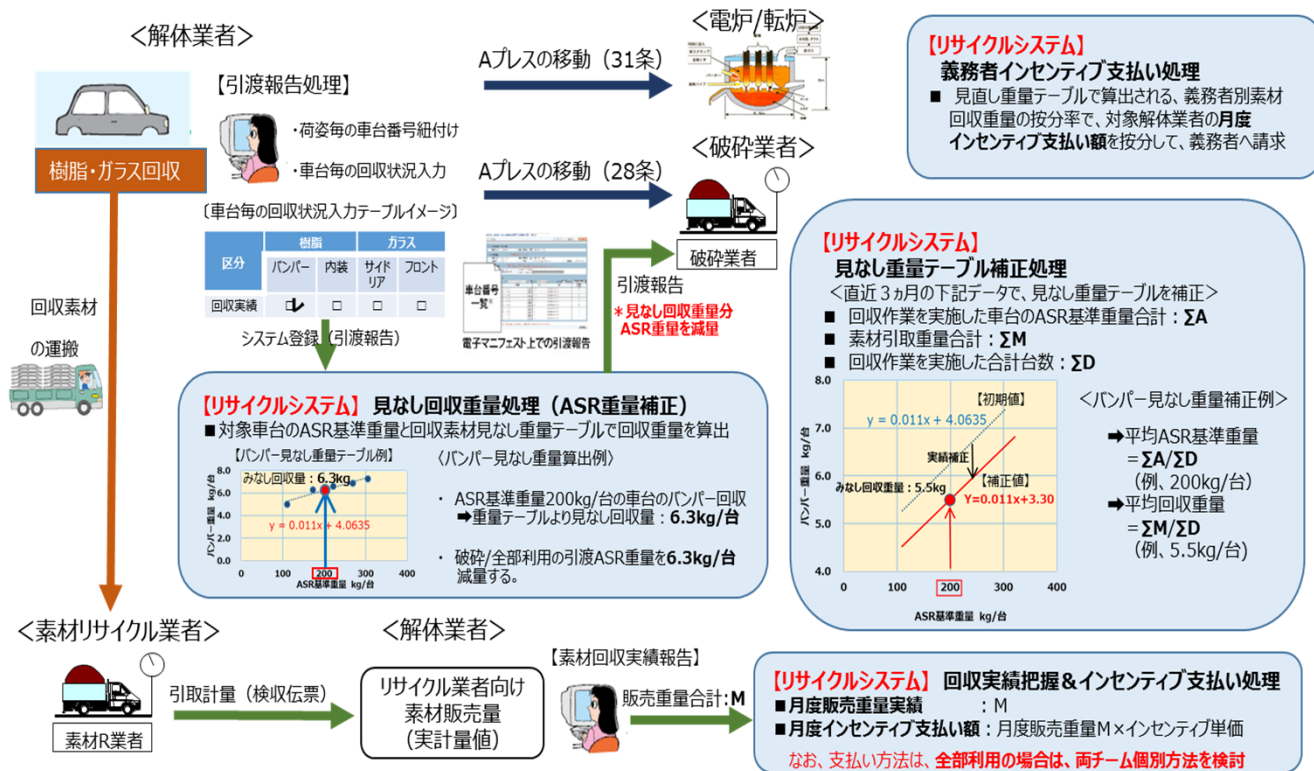 ＜解体業者＞
【引渡報告処理】
・荷姿毎の車台番号紐付け
・車台毎の回収状況入力
樹脂・ガラス回収
〔車台毎の回収状況入力テーブルイメージ〕
区分
樹脂
ガラス
バンパー
内装
サイド
リア
フロント
回収実績
□
□
□
システム登録（引渡報告）
回収素材
の運搬
Aプレスの移動（31条）
＜電炉/転炉＞
Aプレスの移動（28条）
＜破砕業者＞
破砕業者
車台番号
一覧
電子マニフェスト上での引渡報告
引渡報告
＊見なし回収重量分
ASR重量を減量
【リサイクルシステム】
義務者インセンティブ支払い処理
■ 見直し重量テーブルで算出される、義務者別素材
回収重量の按分率で、対象解体業者の月度
インセンティブ支払い額を按分して、義務者へ請求
【リサイクルシステム】
見なし重量テーブル補正処理
＜直近３ヵ月の下記データで、見なし重量テーブルを補正＞
■ 回収作業を実施した車台のASR基準重量合計：ΣA
■ 素材引取重量合計：ΣM
■ 回収作業を実施した合計台数：ΣD
8.0
7.0
6.0
5.0
4.0
バンパー重量 kg/台
【初期値】
y = 0.011x + 4.0635
実績補正
【補正値】
みなし回収量：5.5kg
Y=0.011x+3.30
0
100
200
300
400
ASR基準重量 kg/台
＜バンパー見なし重量補正例＞
➡平均ASR基準重量
＝ΣA/ΣD
（例、200kg/台）
➡平均回収重量
＝ΣM/ΣD
（例、5.5kg/台）
【リサイクルシステム】 見なし回収重量処理（ASR重量補正）
■対象車台のASR基準重量と回収素材見なし重量テーブルで回収重量を算出
【バンパー見なし重量テーブル例】
8.0
6.0
4.0
2.0
0.0
バンパー重量 kg/台
みなし回収量：6.3kg
y = 0.011x + 4.0635
0
100
200
300
400
ASR基準重量 kg/台
〈バンパー見なし重量算出例〉
・ ASR基準重量200kg/台の車台のバンパー回収
➡重量テーブルより見なし回収量：6.3kg/台
・ 破砕/全部利用の引渡ASR重量を6.3kg/台
減量する。
＜素材リサイクル業者＞
素材R業者
引取計量（検収伝票）
＜解体業者＞
リサイクル業者向け
素材販売量
(実計量値)
【素材回収実績報告】
販売重量合計:M
【リサイクルシステム】 回収実績把握＆インセンティブ支払い処理
■月度販売重量実績 ：M
■月度インセンティブ支払い額：月度販売重量M×インセンティブ単価
なお、支払い方法は、全部利用の場合は、両チーム個別方法を検討